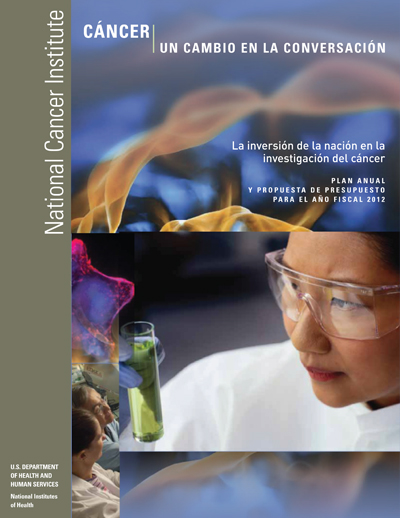 National Cancer Institute
CÁNCER
UN CAMBIO EN LA CONVERSACIÓN
La inversión de la nación en la
investigación del cáncer
PLAN ANUAL
Y PROPUESTA DE PRESUPUESTO
PARA EL AÑO FISCAL 2012
U.S. DEPARTMENT
OF HEALTH AND
HUMAN SERVICES
National Institutes
of Health